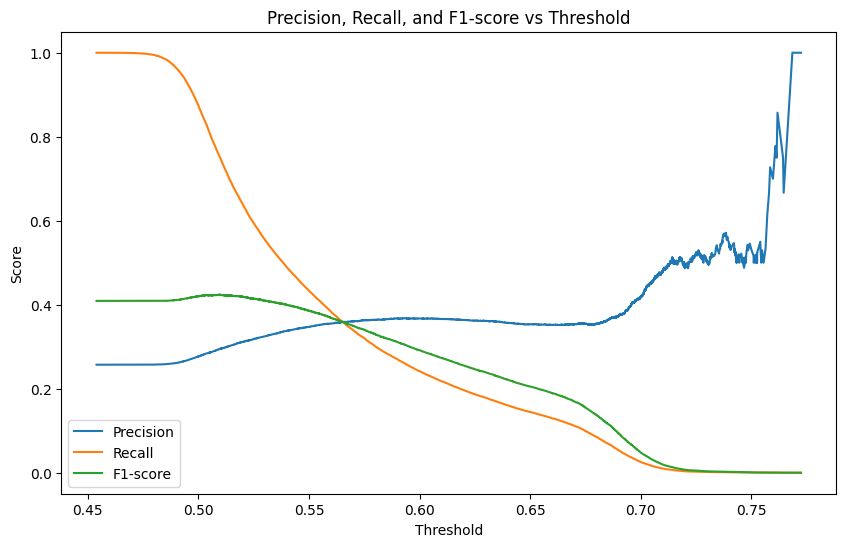 Precision, Recall, and F1-score vs Threshold
1.0
0.8
0.6
0.4
0.2
0.0
Score
Precision
Recall
F1-score
0.45 0.50 0.55 0.60 0.65 0.70 0.75
Threshold